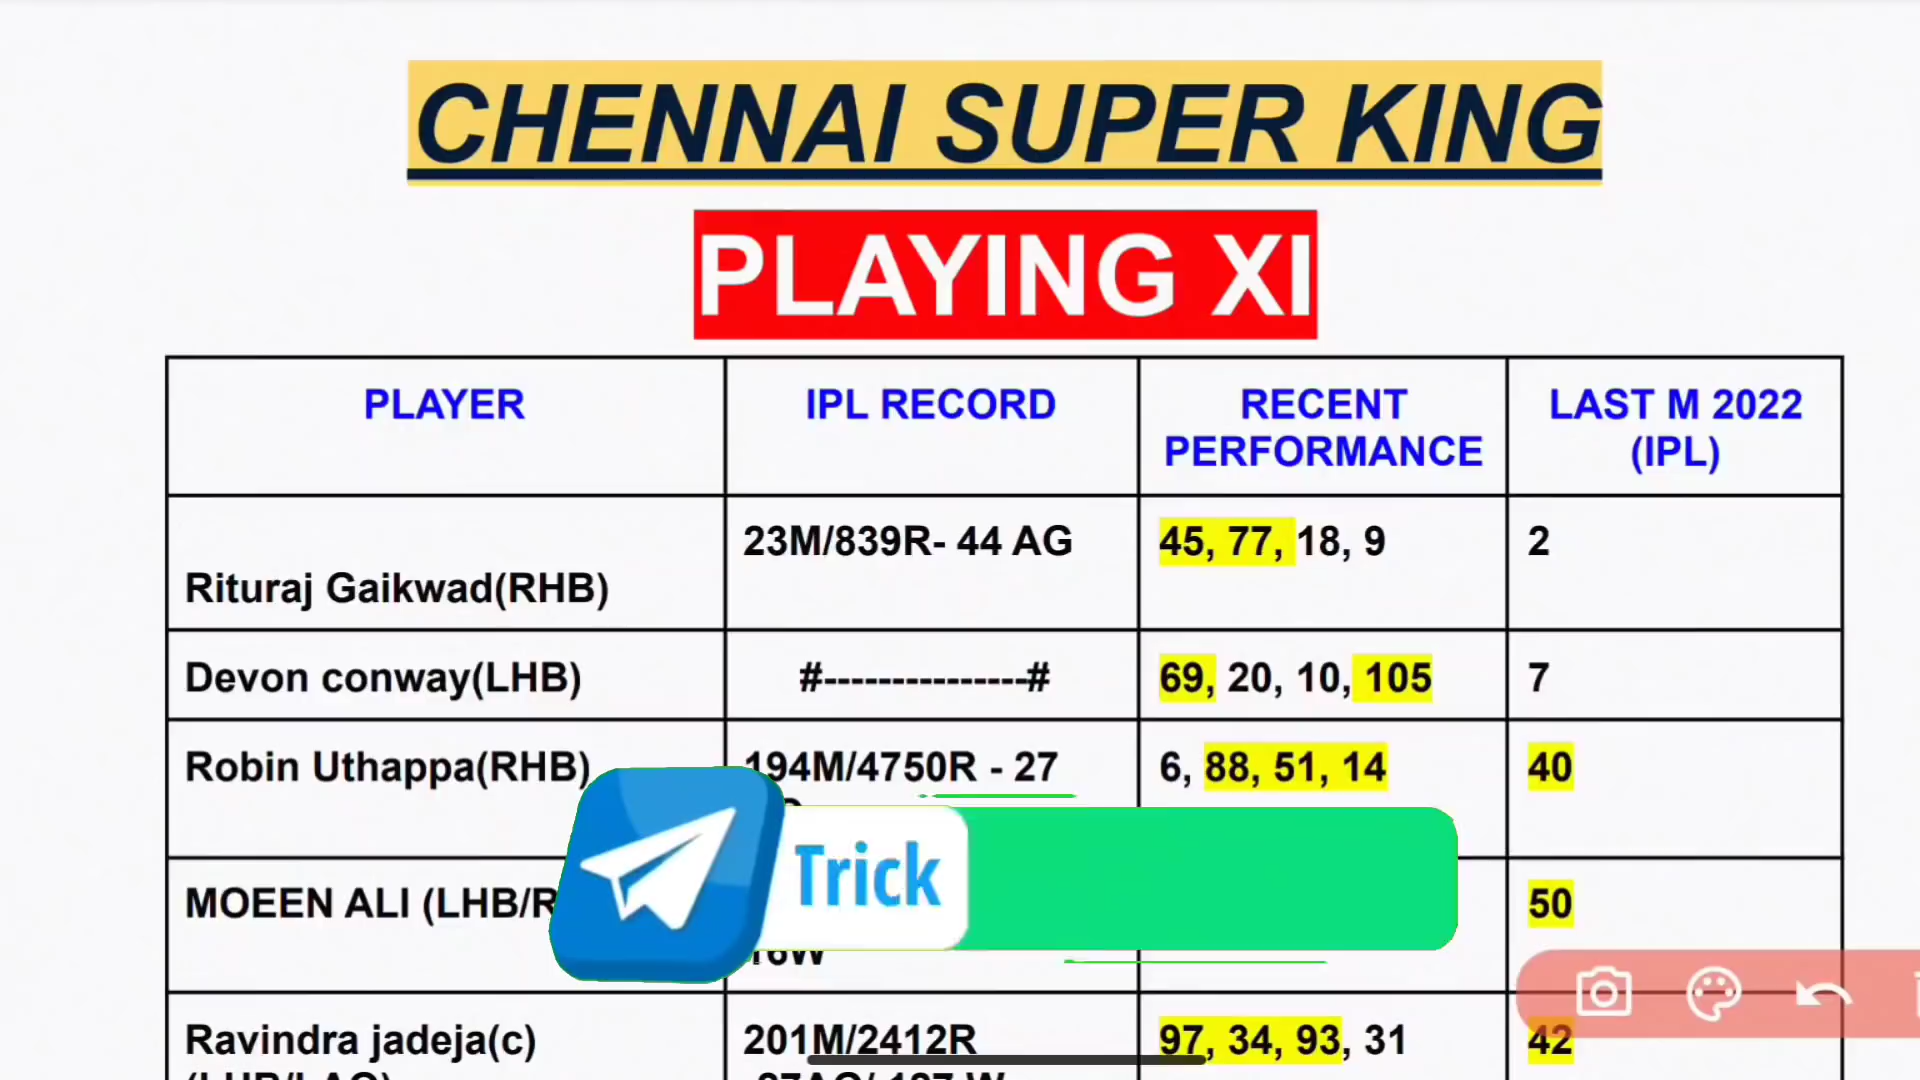 CHENNAI SUPER KING
PLAYING XI
PLAYER IPL RECORD RECENT PERFORMANCE LAST M 2022 (IPL)
Rituraj Gaikwad(RHB) 23M/839R- 44 AG 45, 77, 18, 9 2
Devon conway(LHB) #---------------# 69, 20, 10, 105 7
Robin Uthappa(RHB) 194M/4750R - 27 6, 88, 51, 14 40
Trick
MOEEN ALI (LHB/R 50
16W
Ravindra jadeja(c) 201M/2412R 97, 34, 93, 31 42